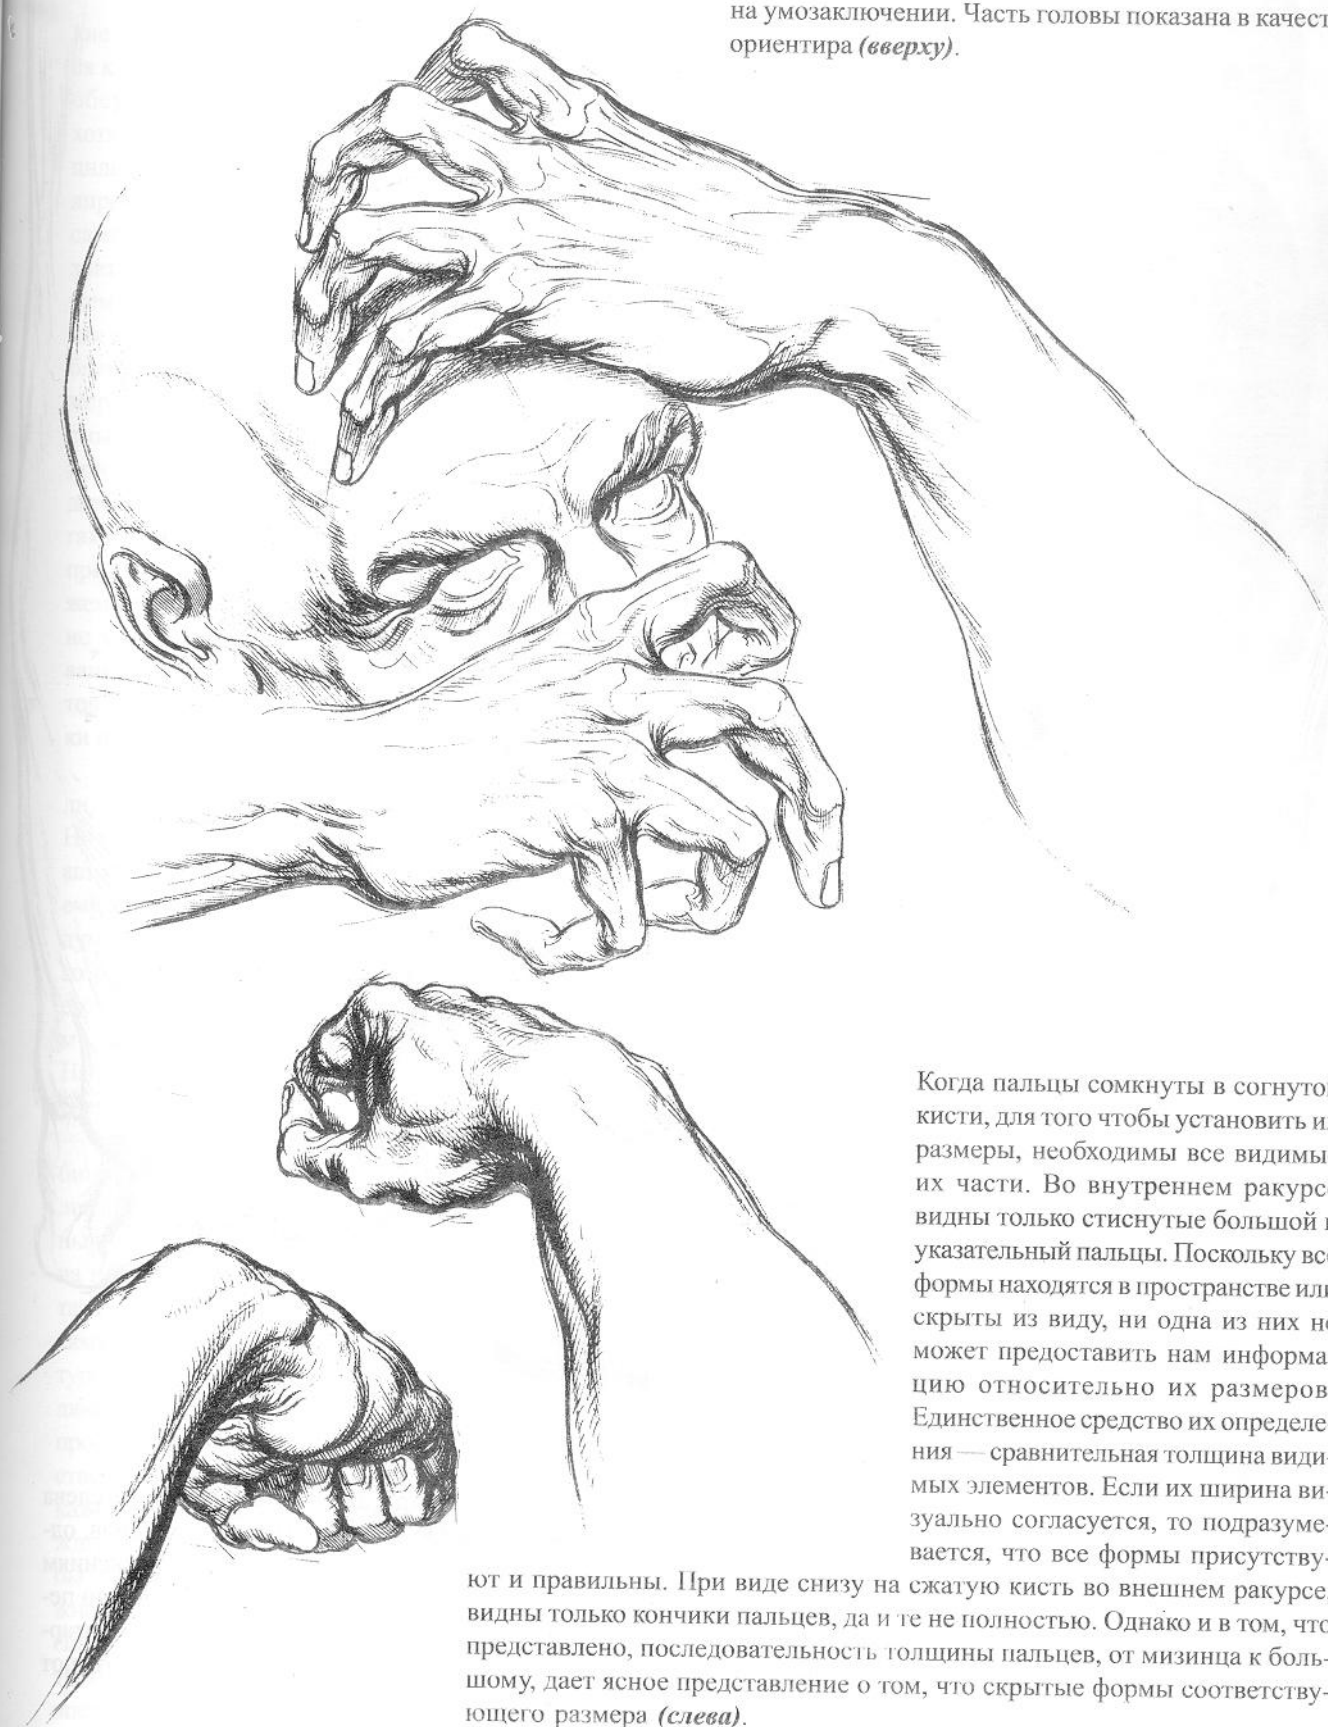 на умозаключении. Часть головы показана в качест
ориентира (вверху).
Когда пальцы сомкнуты в согнуто
кисти, для того чтобы установить и
размеры, необходимы все видимы
их части. Во внутреннем ракурс
видны только стиснутые большой
указательный пальцы. Поскольку вс
формы находятся в пространстве или
скрыты из виду, ни одна из них не
может предоставить нам информа-
цию относительно их размеров
Единственное средство их определе-
ния — сравнительная толщина види-
мых элементов. Если их ширина ви-
зуально согласуется, то подразуме-
вается, что все формы присутству-
ют и правильны. При виде снизу на сжатую кисть во внешнем ракурсе,
видны только кончики пальцев, да и те не полностью. Однако и в том, что
представлено, последовательность толщины пальцев, от мизинца к боль-
шому, дает ясное представление о том, что скрытые формы соответству-
ющего размера (слева).